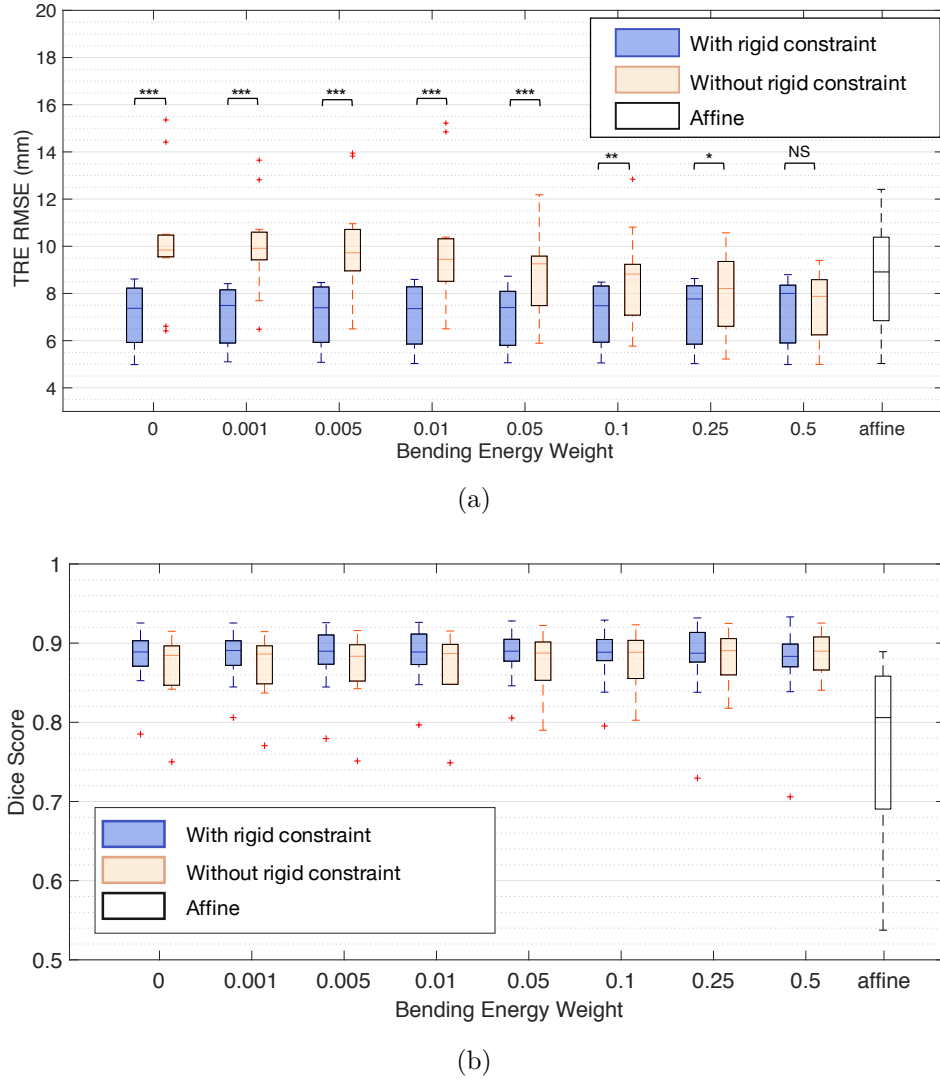 20
18
16
14
12
10
8
6
4
TRE RMSE (mm)
With rigid constraint
Without rigid constraint
Affine
*** *** *** *** *** ** * NS
0 0.001 0.005 0.01 0.05 0.1 0.25 0.5 affine
Bending Energy Weight
(a)
1
0.9
0.8
0.7
0.6
0.5
Dice Score
With rigid constraint
Without rigid constraint
Affine
0 0.001 0.005 0.01 0.05 0.1 0.25 0.5 affine
Bending Energy Weight
(b)